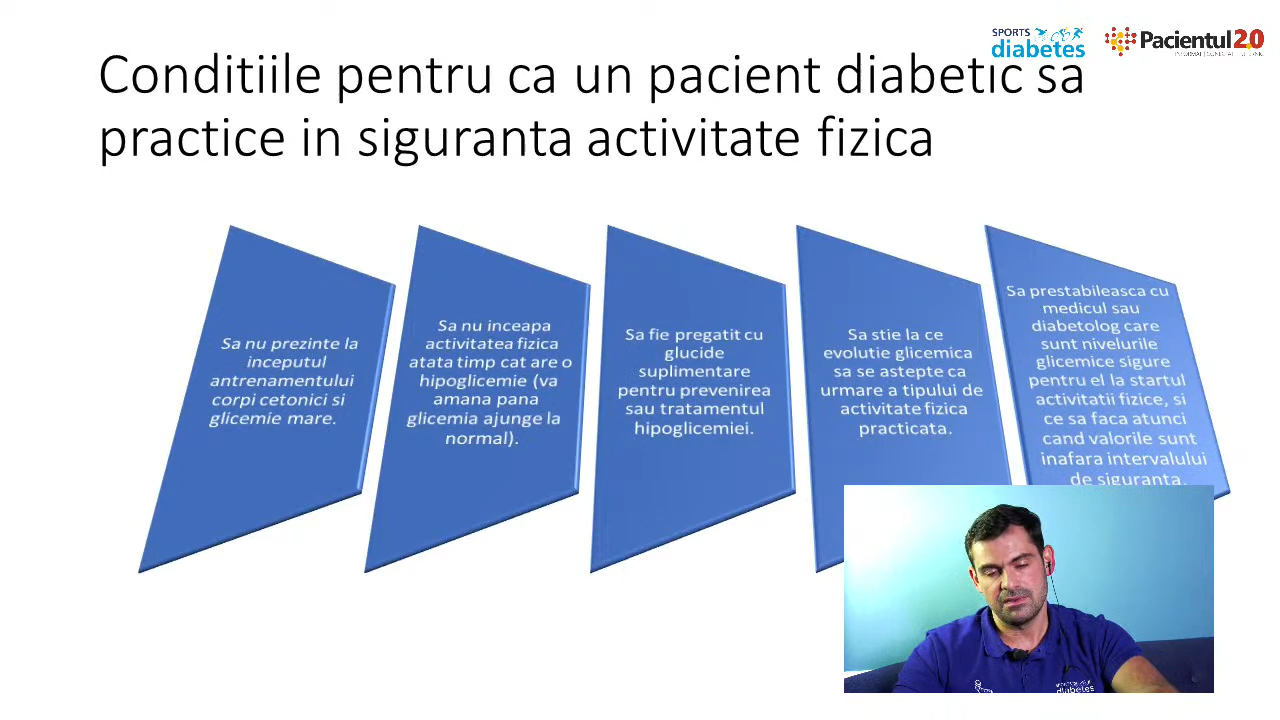 SPORTS
diabetes
Pacientul 2.0
Conditiile pentru ca un pacient diabetic sa
practice in siguranta activitate fizica
Sa nu prezinte la
inceputul
antrenamentului
corpi cetonici si
glicemie mare.
Sa nu inceapa
activitatea fizica
atata timp cat are o
hipoglicemie (va
amana pana
glicemia ajunge la
normal).
Sa fie pregatit cu
glucide
suplimentare
pentru prevenirea
sau tratamentul
hipoglicemiei.
Sa stie la ce
evolutie glicemica
sa se astepte ca
urmare a tipului de
activitate fizica
practicata.
Sa prestabileasca cu
medicul sau
diabetolog care
sunt nivelurile
glicemice sigure
pentru el la startul
activitatii fizice, si
ce sa faca atunci
cand valorile sunt
inafara intervalului
de siguranta.
diabetes